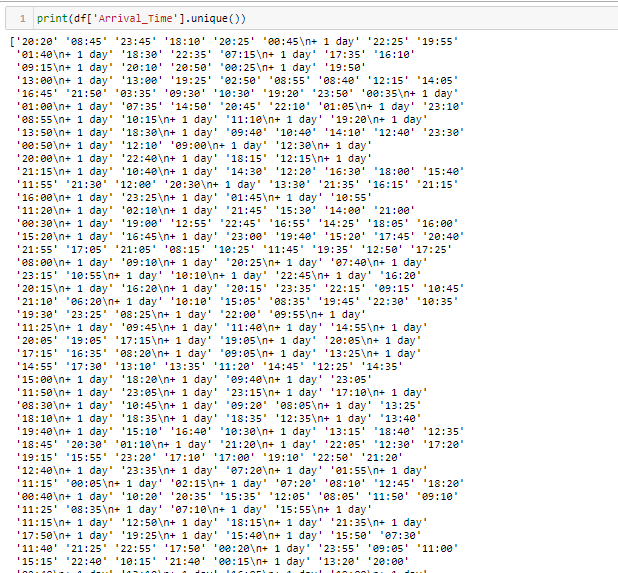 1 print(df['Arrival_Time'].unique())
['20:20' '08:45' '23:45' '18:10' '20:25' '00:45\n+ 1 day' '22:25' '19:55'
'01:40\n+ 1 day' '18:30' '22:35' '07:15\n+ 1 day' '17:35' '16:10'
'09:15\n+ 1 day' '20:10' '20:50' '00:25\n+ 1 day' '19:50'
'13:00\n+ 1 day' '13:00' '19:25' '02:50' '08:55' '08:40' '12:15' '14:05'
'16:45' '21:50' '03:35' '09:30' '10:30' '19:20' '23:50' '00:35\n+ 1 day'
'01:00\n+ 1 day' '07:35' '14:50' '20:45' '22:10' '01:05\n+ 1 day' '23:10'
'08:55\n+ 1 day' '10:15\n+ 1 day' '11:10\n+ 1 day' '19:20\n+ 1 day'
'13:50\n+ 1 day' '18:30\n+ 1 day' '09:40' '10:40' '14:10' '12:40' '23:30'
'00:50\n+ 1 day' '12:10' '09:00\n+ 1 day' '12:30\n+ 1 day'
'20:00' '22:40\n+ 1 day' '18:15' '12:15\n+ 1 day'
'21:15\n+ 1 day' '10:40\n+ 1 day' '14:30' '12:20' '16:30' '18:00' '15:40'
'11:55' '21:30' '12:00' '20:30\n+ 1 day' '13:30' '21:35' '16:15' '21:15'
'16:00\n+ 1 day' '23:25\n+ 1 day' '01:45\n+ 1 day' '10:55'
'11:20\n+ 1 day' '02:10\n+ 1 day' '21:45' '15:30' '14:00' '21:00'
'00:30\n+ 1 day' '19:00' '12:55' '22:45' '16:55' '14:25' '18:05' '16:00'
'15:20\n+ 1 day' '16:45\n+ 1 day' '23:00' '19:40' '15:20' '17:45' '20:40'
'21:55' '17:05' '21:05' '08:15' '10:25' '11:45' '19:35' '12:50' '17:25'
'08:00\n+ 1 day' '09:10\n+ 1 day' '20:25\n+ 1 day' '07:40\n+ 1 day'
'23:15' '10:55\n+ 1 day' '10:10\n+ 1 day' '22:45\n+ 1 day' '16:20'
'20:15\n+ 1 day' '16:20\n+ 1 day' '20:15' '23:35' '22:15' '09:15' '10:45'
'21:10' '06:20\n+ 1 day' '10:10' '15:05' '08:35' '19:45' '22:30' '10:35'
'19:30' '23:25' '08:25\n+ 1 day' '22:00' '09:55\n+ 1 day'
'11:25\n+ 1 day' '09:45\n+ 1 day' '11:40\n+ 1 day' '14:55\n+ 1 day'
'20:05' '19:05' '17:15\n+ 1 day' '19:05\n+ 1 day' '20:05\n+ 1 day'
'17:15' '16:35' '08:20\n+ 1 day' '09:05\n+ 1 day' '13:25\n+ 1 day'
'14:55' '17:30' '13:10' '13:35' '11:20' '14:45' '12:25' '14:35'
'15:00\n+ 1 day' '18:20\n+ 1 day' '09:40\n+ 1 day' '23:05'
'11:50\n+ 1 day' '23:05\n+ 1 day' '23:15\n+ 1 day' '17:10\n+ 1 day'
'08:30\n+ 1 day' '10:45\n+ 1 day' '09:20' '08:05\n+ 1 day' '13:25'
'18:10\n+ 1 day' '18:35\n+ 1 day' '18:35' '12:35\n+ 1 day' '13:40'
'19:40\n+ 1 day' '15:10' '16:40' '10:30\n+ 1 day' '13:15' '18:40' '12:35'
'18:45' '20:30' '01:10\n+ 1 day' '21:20\n+ 1 day' '22:05' '12:30' '17:20'
'19:15' '15:55' '23:20' '17:10' '17:00' '19:10' '22:50' '21:20'
'12:40\n+ 1 day' '23:35\n+ 1 day' '07:20\n+ 1 day' '01:55\n+ 1 day'
'11:15' '00:05\n+ 1 day' '02:15\n+ 1 day' '07:20' '08:10' '12:45' '18:20'
'00:40\n+ 1 day' '10:20' '20:35' '15:35' '12:05' '08:05' '11:50' '09:10'
'11:25' '08:35\n+ 1 day' '07:10\n+ 1 day' '15:55\n+ 1 day'
'11:15\n+ 1 day' '12:50\n+ 1 day' '18:15\n+ 1 day' '21:35\n+ 1 day'
'17:50\n+ 1 day' '19:25\n+ 1 day' '15:40\n+ 1 day' '15:50' '07:30'
'11:40' '21:25' '22:55' '17:50' '00:20\n+ 1 day' '23:55' '09:05' '11:00'
'15:15' '22:40' '10:15' '21:40' '00:15\n+ 1 day' '13:20' '20:00'